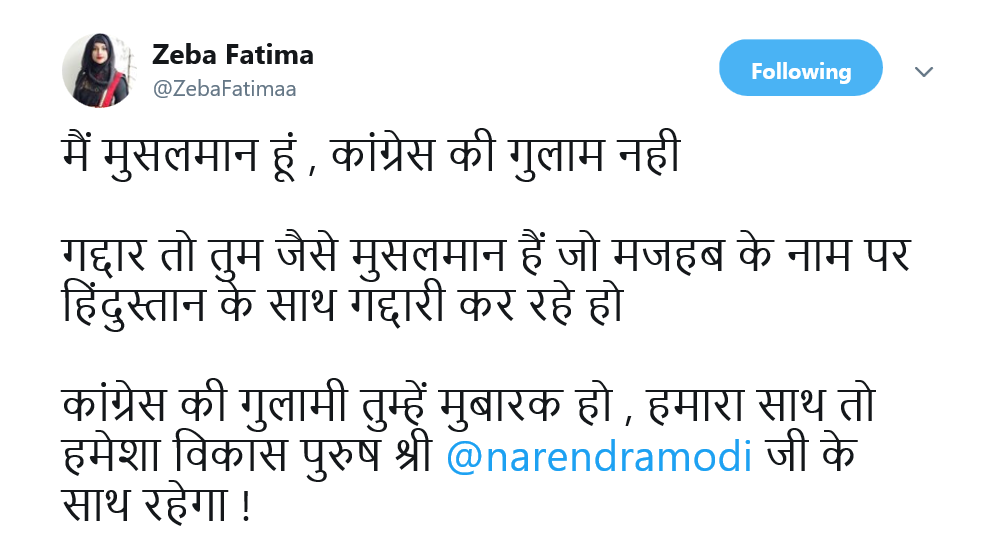 Zeba Fatima
@ZebaFatimaa
Following
मैं मुसलमान हूं , कांग्रेस की गुलाम नही
गद्दार तो तुम जैसे मुसलमान हैं जो मजहब के नाम पर
हिंदुस्तान के साथ गद्दारी कर रहे हो
कांग्रेस की गुलामी तुम्हें मुबारक हो , हमारा साथ तो
हमेशा विकास पुरुष श्री @narendramodi जी के
साथ रहेगा !